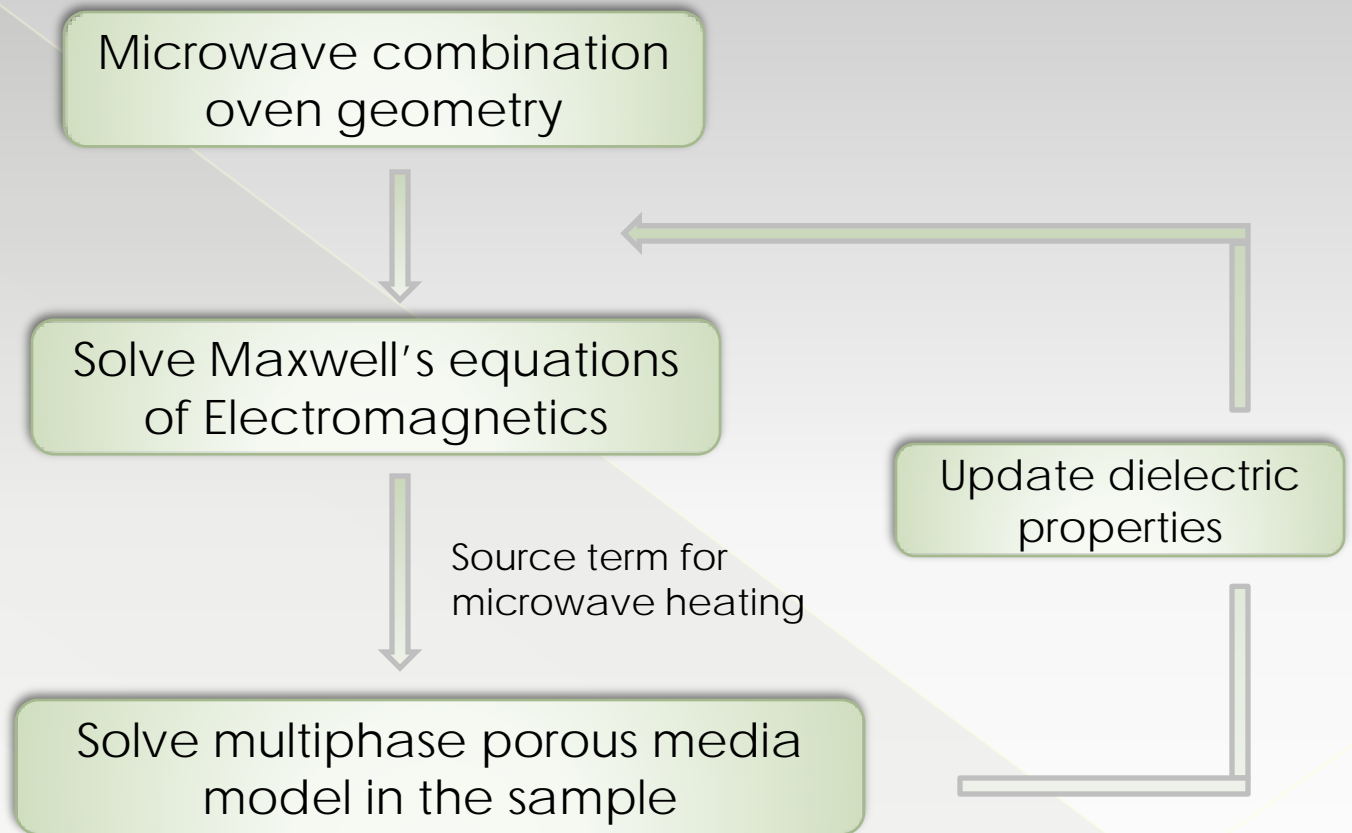 Microwave combination
oven geometry
Solve Maxwell's equations
of Electromagnetics
Update dielectric
properties
Source term for
microwave heating
Solve multiphase porous media
model in the sample